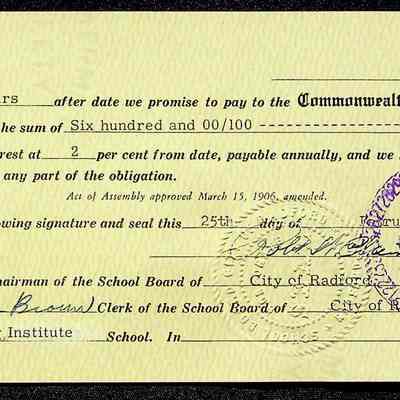 rs after date we promise to pay to the Commonwealt
he sum of Six hundred and 00/100
rest at 2 per cent from date, payable annually, and we
any part of the obligation.
Act of Assembly approved March 15, 1906, amended.
owing signature and seal this 25th day of
hairman of the School Board of City of Radford
Brown Clerk of the School Board of City of R
Institute School. In